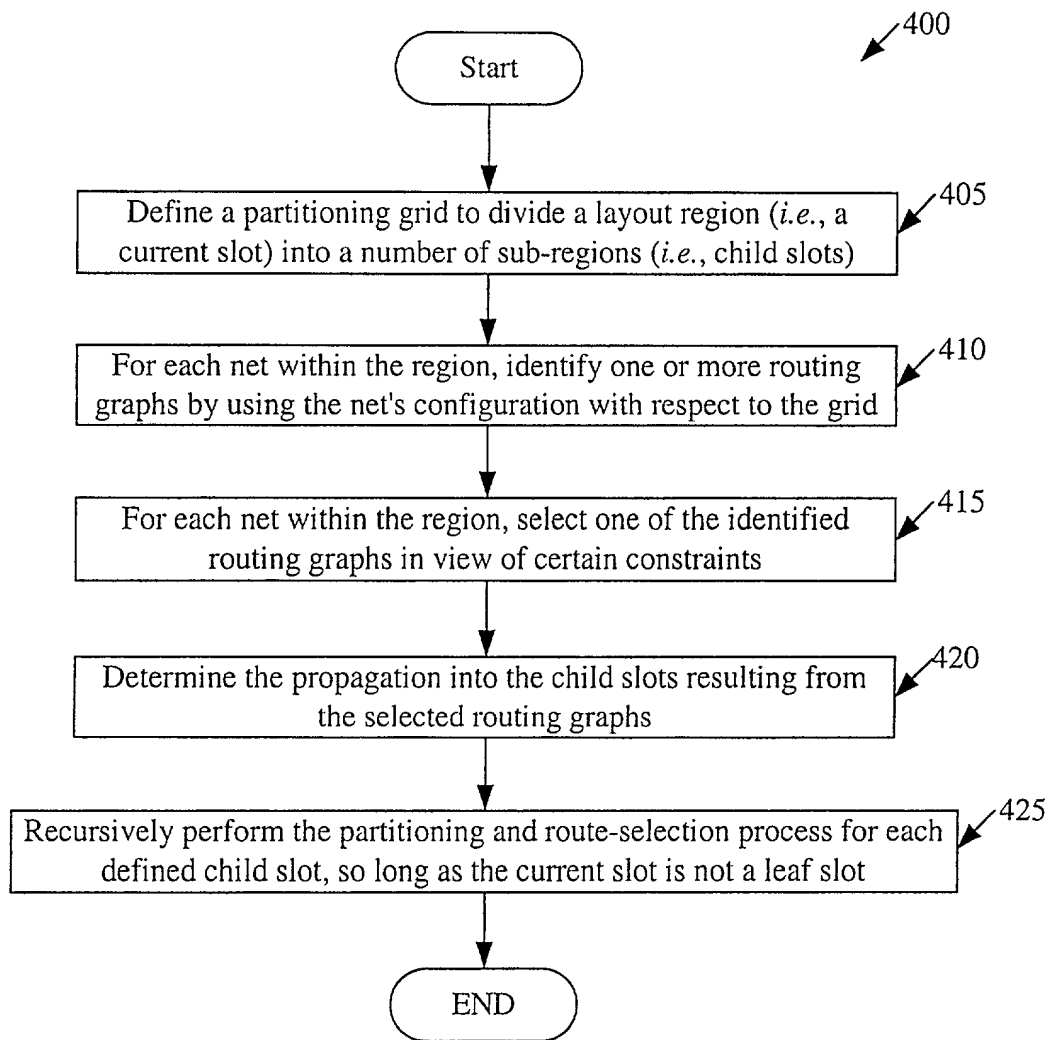 400
Start
405
Define a partitioning grid to divide a layout region (i.e., a
current slot) into a number of sub-regions (i.e., child slots)
410
For each net within the region, identify one or more routing
graphs by using the net's configuration with respect to the grid
415
For each net within the region, select one of the identified
routing graphs in view of certain constraints
420
Determine the propagation into the child slots resulting from
the selected routing graphs
425
Recursively perform the partitioning and route-selection process for each
defined child slot, so long as the current slot is not a leaf slot
END